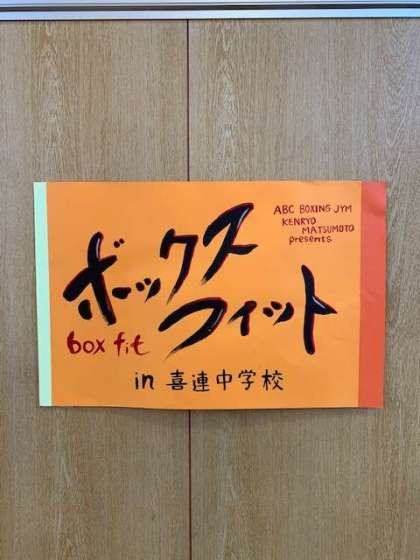 ABC BOXING JYM
KENRYO
MATSUMOTO
presents
ボックス
フィット
box fit
in 喜連中学校